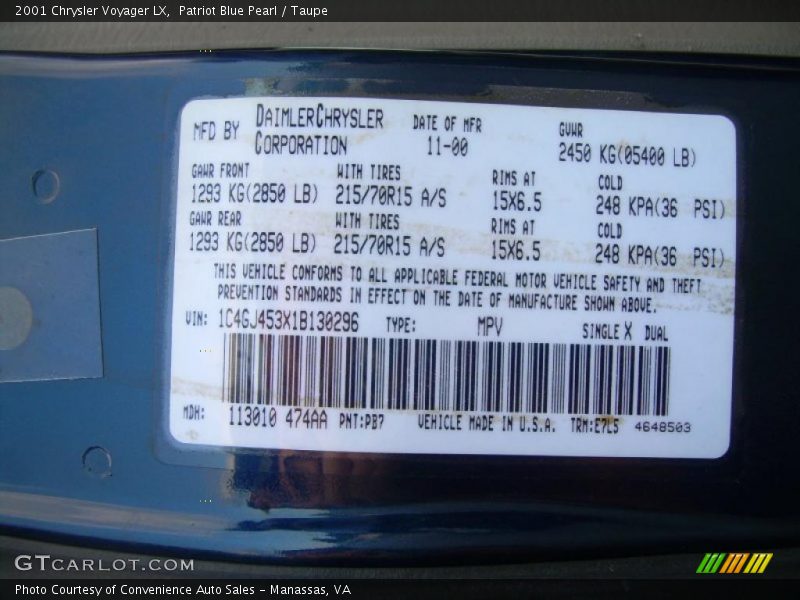 2001 Chrysler Voyager LX,  Patriot Blue Pearl / Taupe
MFD BY DAIMLERCHRYSLER CORPORATION DATE OF MFR 11-00 GVWR 2450 KG(05400 LB)
GAWR FRONT WITH TIRES RIMS AT COLD
1293 KG(2850 LB) 215/70R15 A/S 15X6.5 248 KPA(36 PSI)
GAWR REAR WITH TIRES RIMS AT COLD
1293 KG(2850 LB) 215/70R15 A/S 15X6.5 248 KPA(36 PSI)
THIS VEHICLE CONFORMS TO ALL APPLICABLE FEDERAL MOTOR VEHICLE SAFETY AND THEFT
PREVENTION STANDARDS IN EFFECT ON THE DATE OF MANUFACTURE SHOWN ABOVE.
VIN: 1C4GJ453X1B130296 TYPE: MPV SINGLE X DUAL
MDH: 113010 474AA PNT:PB7 VEHICLE MADE IN U.S.A. TRM:E7L5 4648503
GTCARLOT.COM
Photo Courtesy of Convenience Auto Sales - Manassas, VA